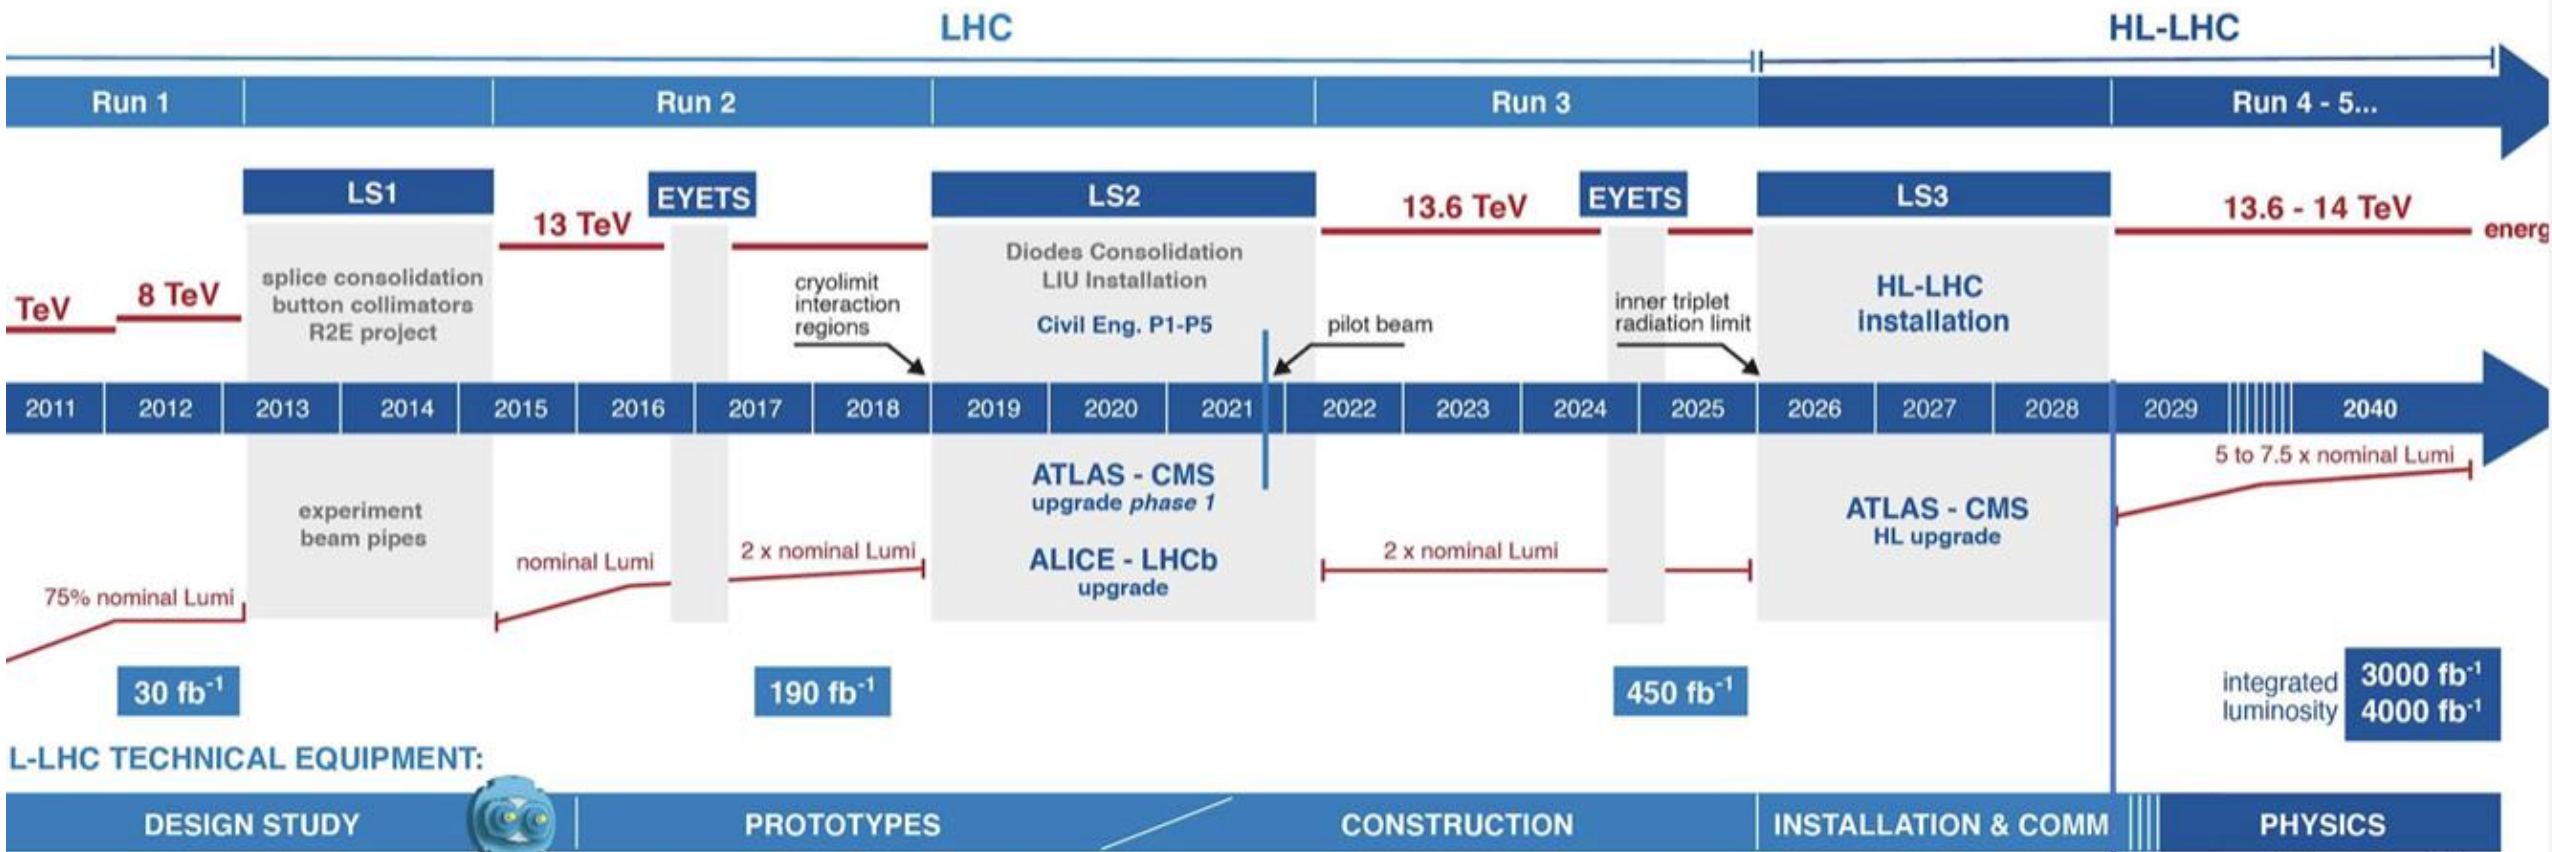 LHC
HL-LHC
Run 1
Run 2
Run 3
Run 4 - 5...
LS1
EYETS
LS2
EYETS
LS3
13 TeV
13.6 TeV
13.6 - 14 TeV
energ
TeV
8 TeV
splice consolidation
button collimators
R2E project
cryolimit
interaction
regions
Diodes Consolidation
LIU Installation
Civil Eng. P1-P5
pilot beam
inner triplet
radiation limit
HL-LHC
installation
2011
2012
2013
2014
2015
2016
2017
2018
2019
2020
2021
2022
2023
2024
2025
2026
2027
2028
2029
2040
experiment
beam pipes
ATLAS - CMS
upgrade phase 1
ALICE - LHCb
upgrade
ATLAS - CMS
HL upgrade
5 to 7.5 x nominal Lumi
75% nominal Lumi
nominal Lumi
2 x nominal Lumi
2 x nominal Lumi
30 fb⁻¹
190 fb⁻¹
450 fb⁻¹
integrated
luminosity
3000 fb⁻¹
4000 fb⁻¹
L-LHC TECHNICAL EQUIPMENT:
DESIGN STUDY
PROTOTYPES
CONSTRUCTION
INSTALLATION & COMM
PHYSICS